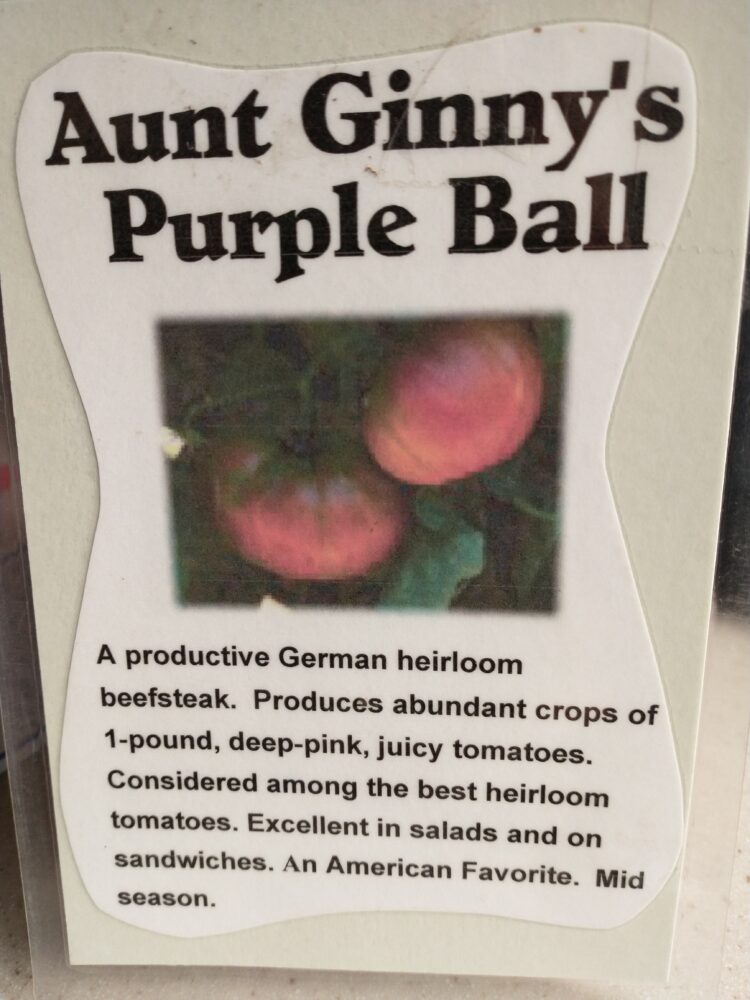 Aunt Ginny's
Purple Ball
A productive German heirloom
beefsteak. Produces abundant crops of
1-pound, deep-pink, juicy tomatoes.
Considered among the best heirloom
tomatoes. Excellent in salads and on
sandwiches. An American Favorite. Mid
season.